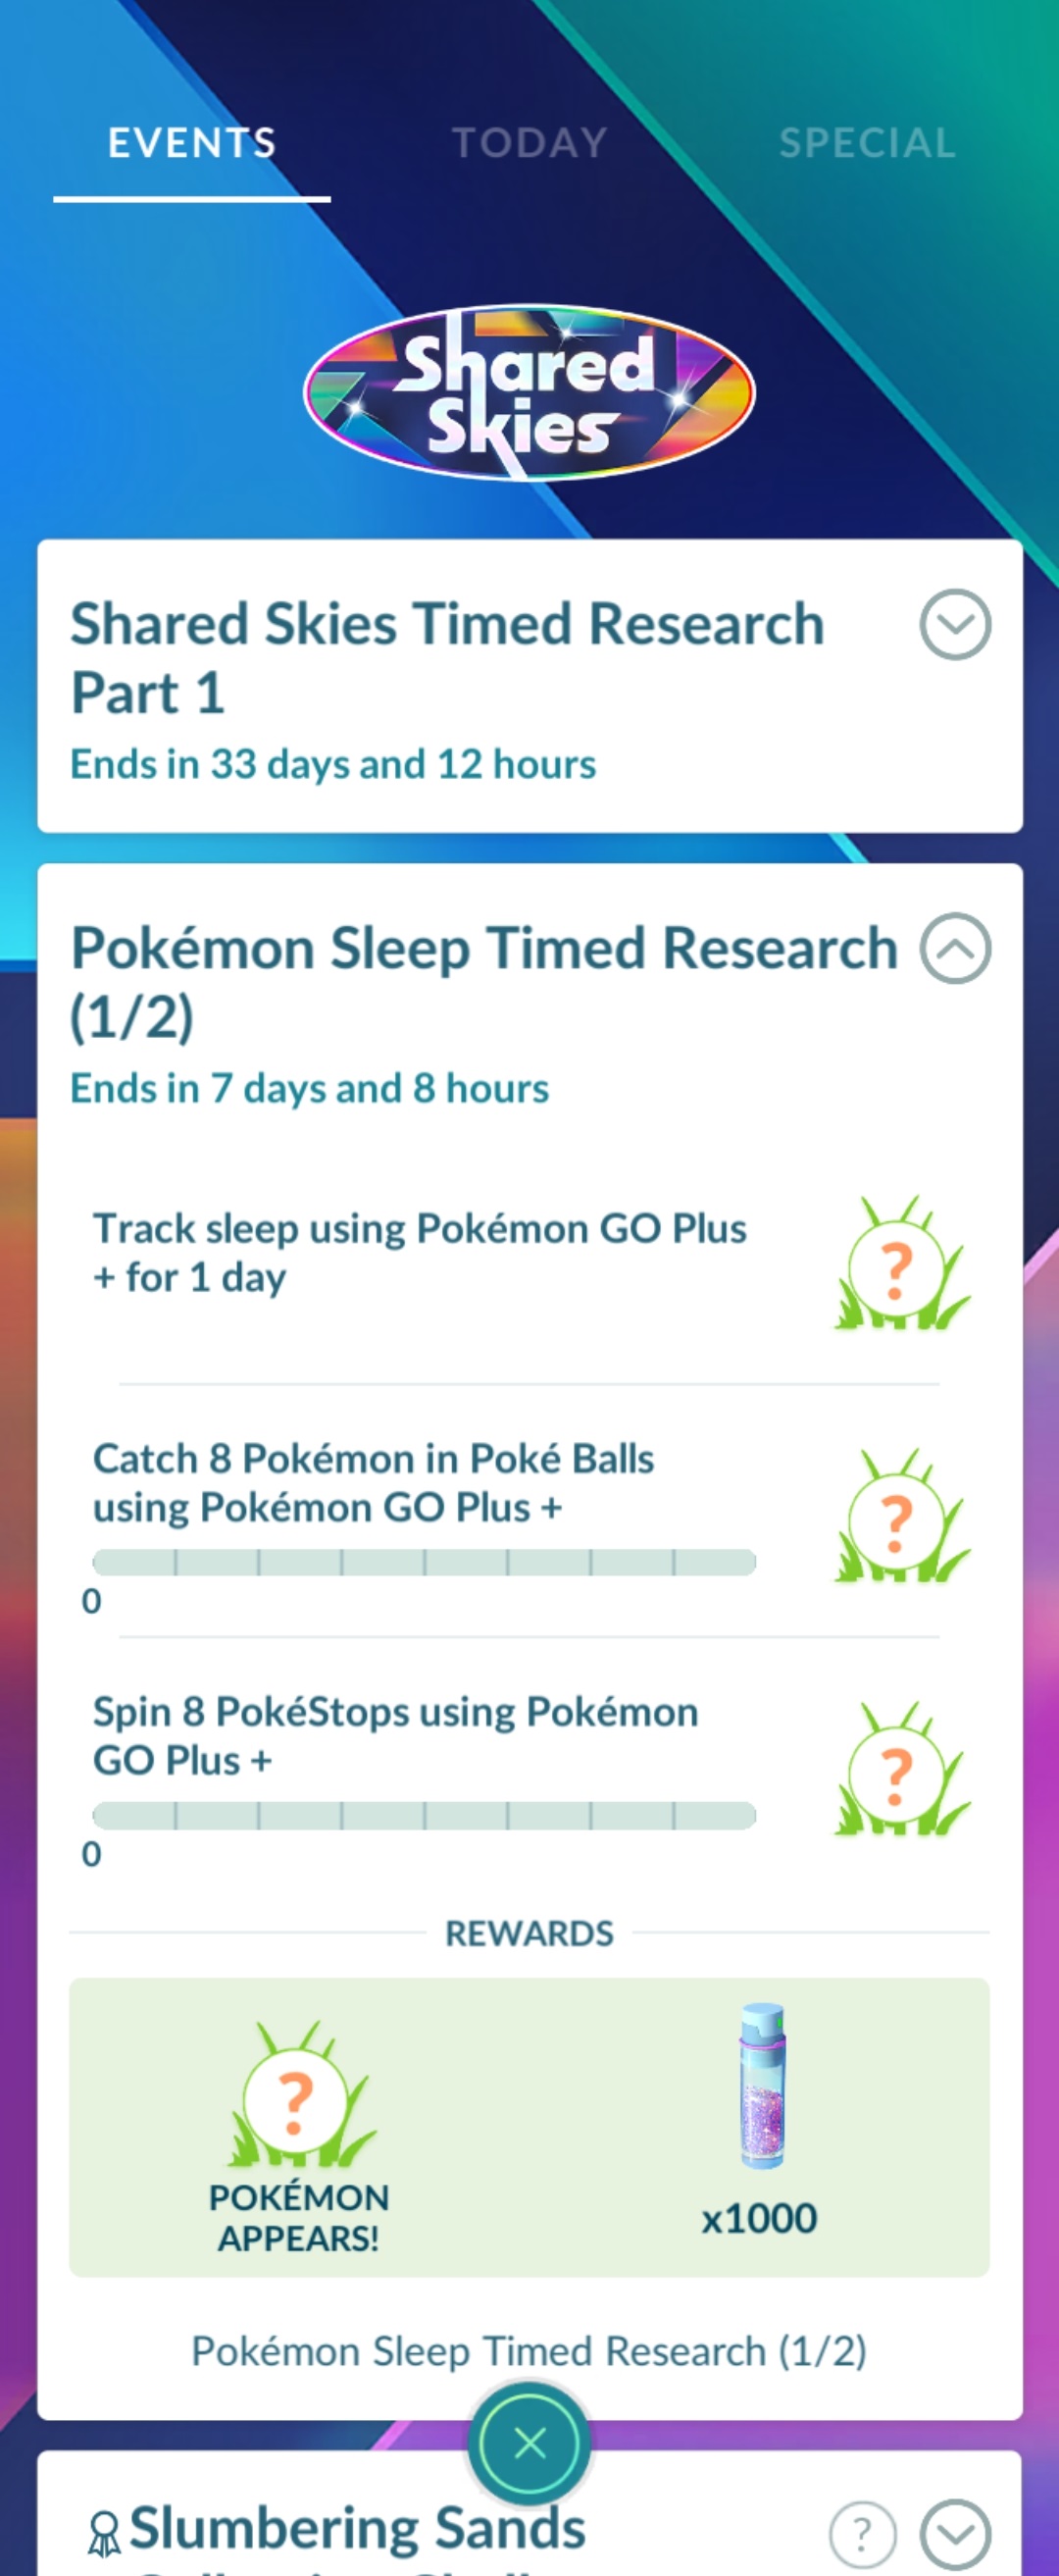 EVENTS TODAY SPECIAL
Shared
Skies
Shared Skies Timed Research
Part 1
Ends in 33 days and 12 hours
Pokémon Sleep Timed Research
(1/2)
Ends in 7 days and 8 hours
Track sleep using Pokémon GO Plus
+ for 1 day
?
Catch 8 Pokémon in Poké Balls
using Pokémon GO Plus +
?
0
Spin 8 PokéStops using Pokémon
GO Plus +
?
0
REWARDS
?
POKÉMON
APPEARS!
x1000
Pokémon Sleep Timed Research (1/2)
Slumbering Sands
?